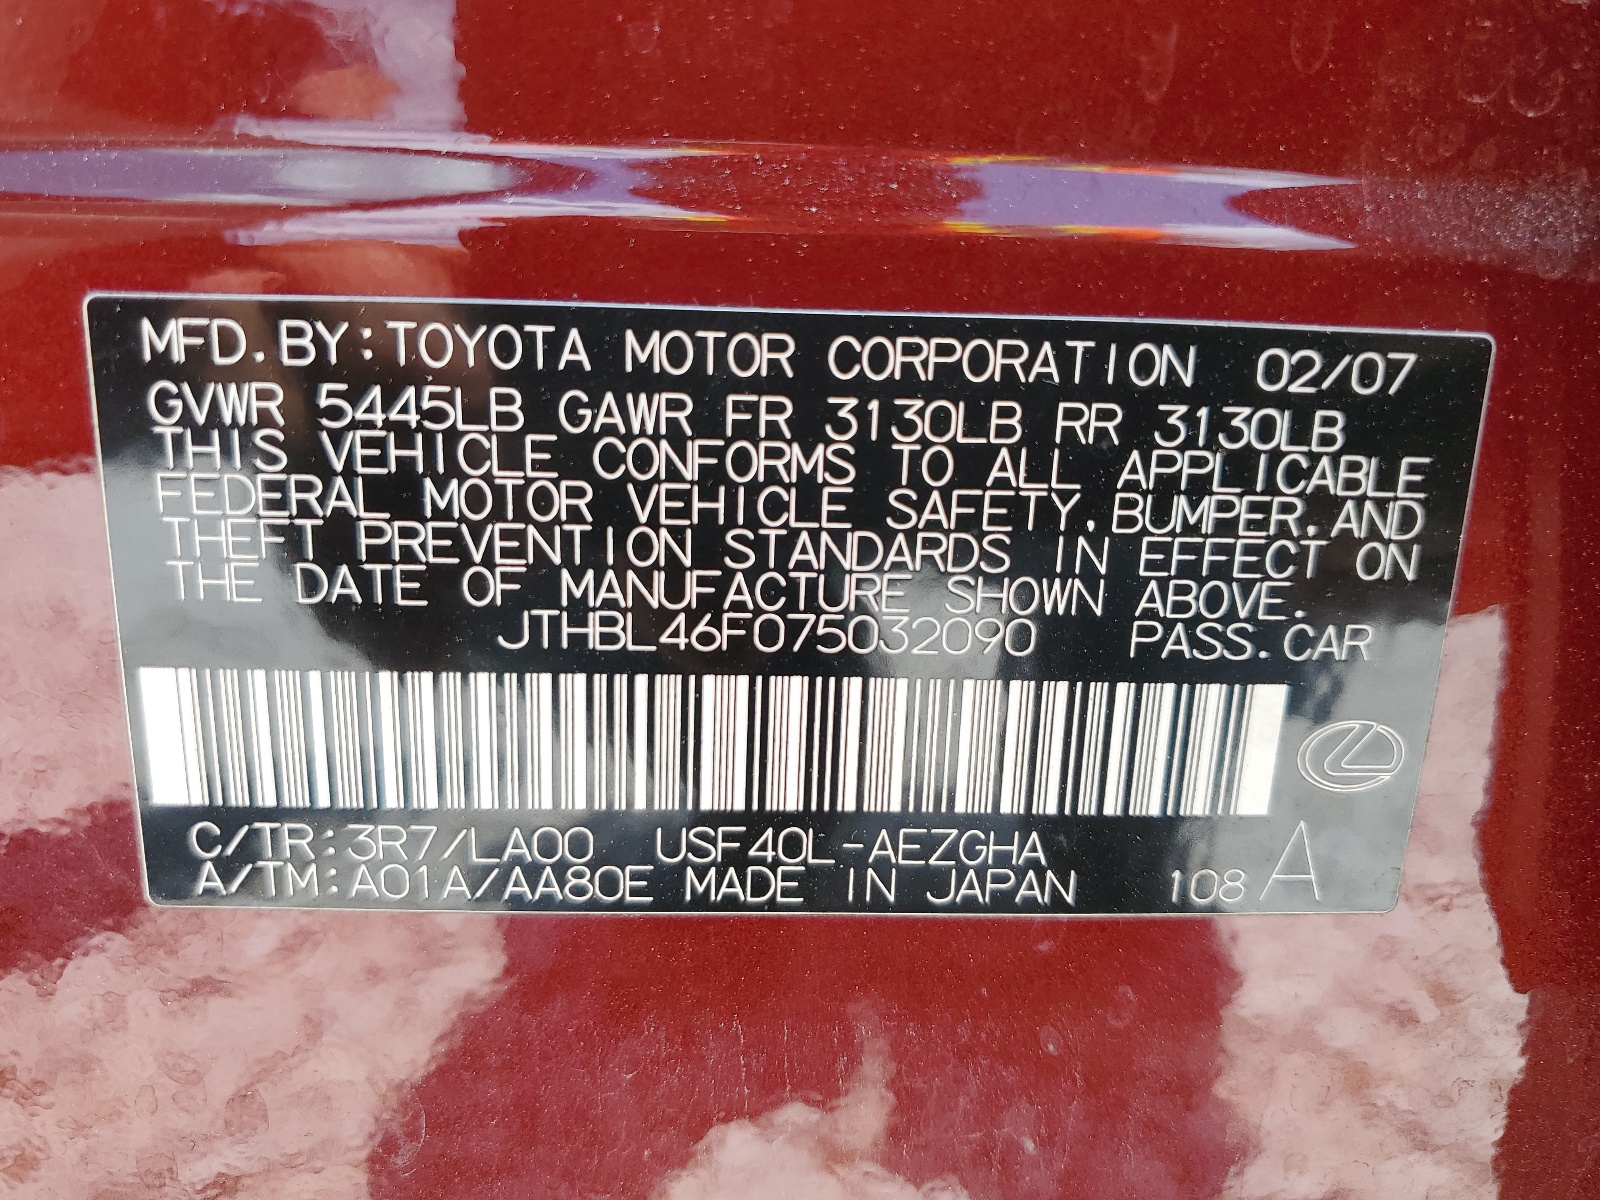 MFD. BY: TOYOTA MOTOR CORPORATION 02/07
GVWR 5445LB GAWR FR 3130LB RR 3130LB
THIS VEHICLE CONFORMS TO ALL APPLICABLE
FEDERAL MOTOR VEHICLE SAFETY, BUMPER, AND
THEFT PREVENTION STANDARDS IN EFFECT ON
THE DATE OF MANUFACTURE SHOWN ABOVE.
JTHBL46F075032090 PASS. CAR
C/TR: 3R7/LA00 USF40L-AEZGHA
A/TM: A01A/AA80E MADE IN JAPAN 108 A